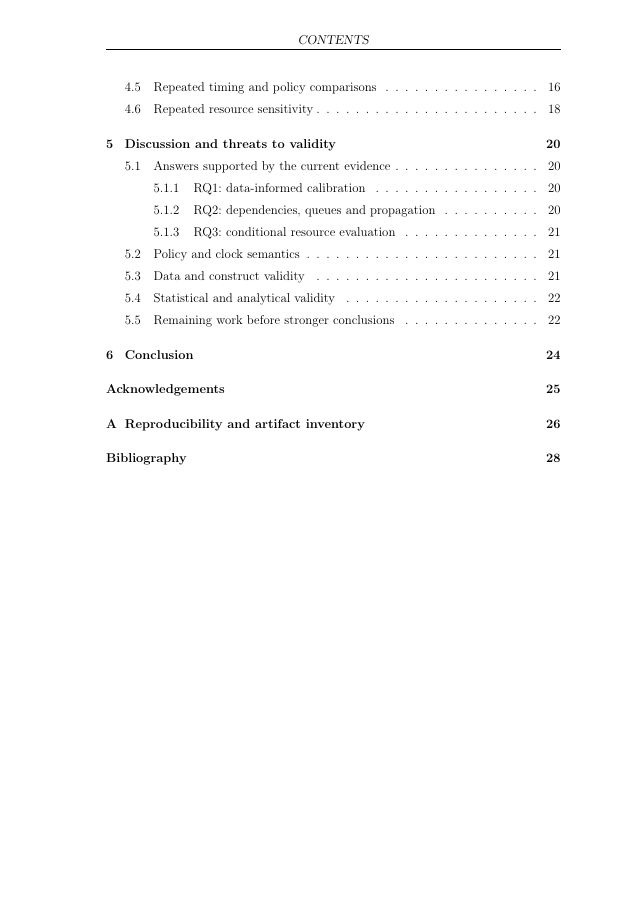 CONTENTS
4.5 Repeated timing and policy comparisons . . . . . . . . . . . . . . . . 16
4.6 Repeated resource sensitivity . . . . . . . . . . . . . . . . . . . . . . . 18
5 Discussion and threats to validity 20
5.1 Answers supported by the current evidence . . . . . . . . . . . . . . . 20
5.1.1 RQ1: data-informed calibration . . . . . . . . . . . . . . . . . 20
5.1.2 RQ2: dependencies, queues and propagation . . . . . . . . . . 20
5.1.3 RQ3: conditional resource evaluation . . . . . . . . . . . . . . 21
5.2 Policy and clock semantics . . . . . . . . . . . . . . . . . . . . . . . . 21
5.3 Data and construct validity . . . . . . . . . . . . . . . . . . . . . . . 21
5.4 Statistical and analytical validity . . . . . . . . . . . . . . . . . . . . 22
5.5 Remaining work before stronger conclusions . . . . . . . . . . . . . . 22
6 Conclusion 24
Acknowledgements 25
A Reproducibility and artifact inventory 26
Bibliography 28